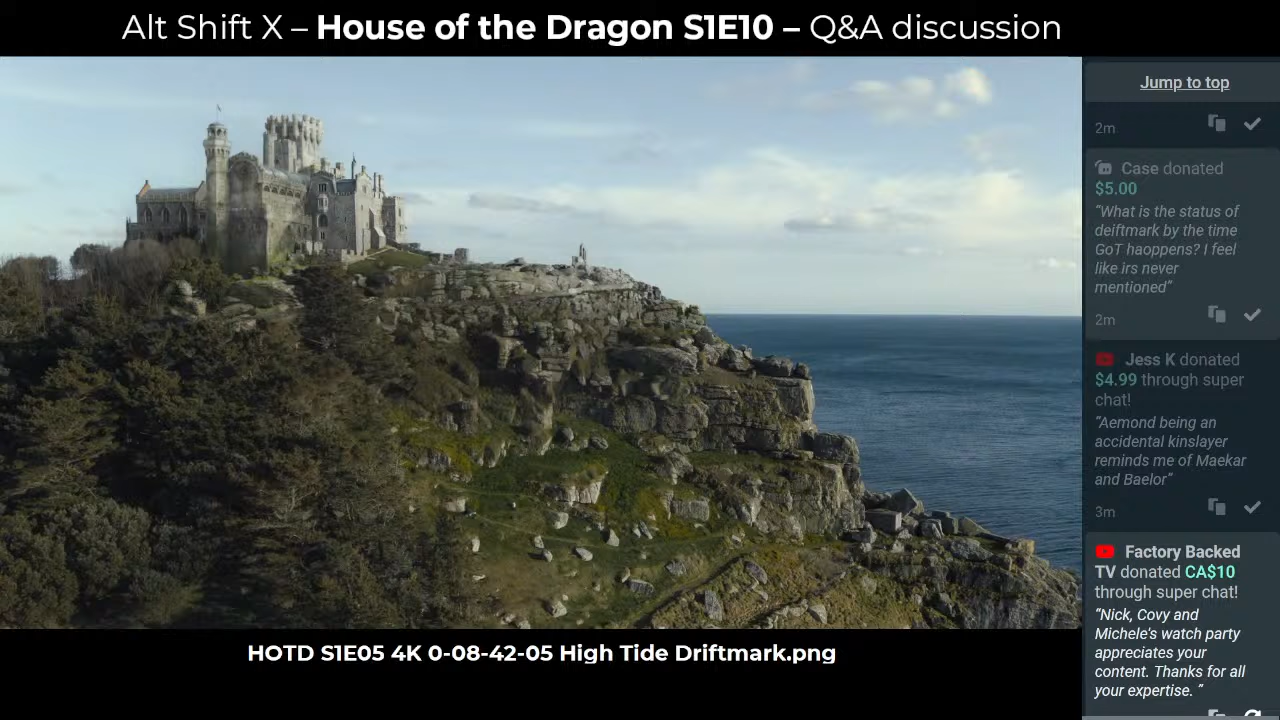 Alt Shift X – House of the Dragon S1E10 – Q&A discussion
Jump to top
2m
Case donated
$5.00
“What is the status of
deiftmark by the time
GoT haoppens? I feel
like irs never
mentioned”
2m
Jess K donated
$4.99 through super
chat!
“Aemond being an
accidental kinslayer
reminds me of Maekar
and Baelor”
3m
Factory Backed
TV donated CA$10
through super chat!
“Nick, Covy and
Michele's watch party
appreciates your
content. Thanks for all
your expertise. ”
HOTD S1E05 4K 0-08-42-05 High Tide Driftmark.png